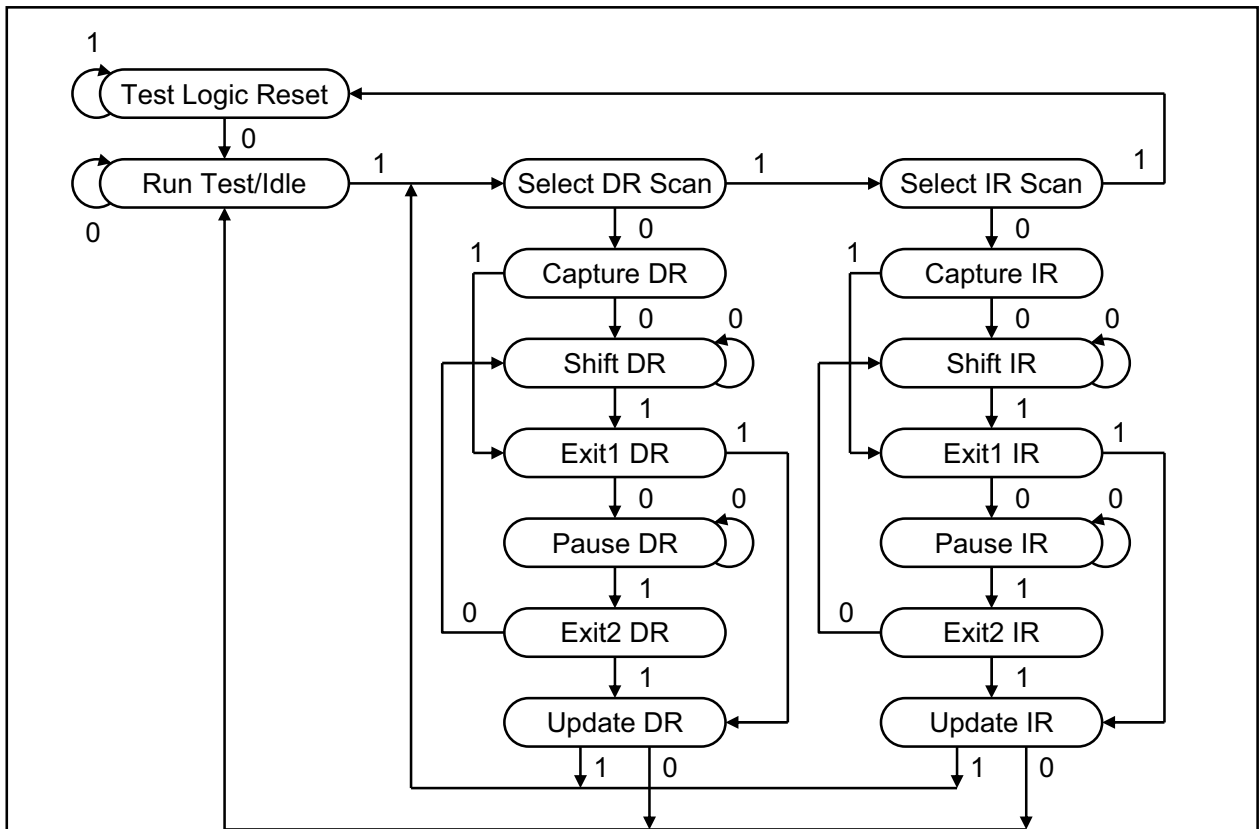 1
Test Logic Reset
0
Run Test/Idle
0
1
Select DR Scan
1
Select IR Scan
1
0
0
1
Capture DR
1
Capture IR
0
0
0
0
Shift DR
Shift IR
1
1
Exit1 DR
1
Exit1 IR
1
0
0
0
0
Pause DR
Pause IR
1
1
0
Exit2 DR
0
Exit2 IR
1
1
Update DR
Update IR
1
0
1
0